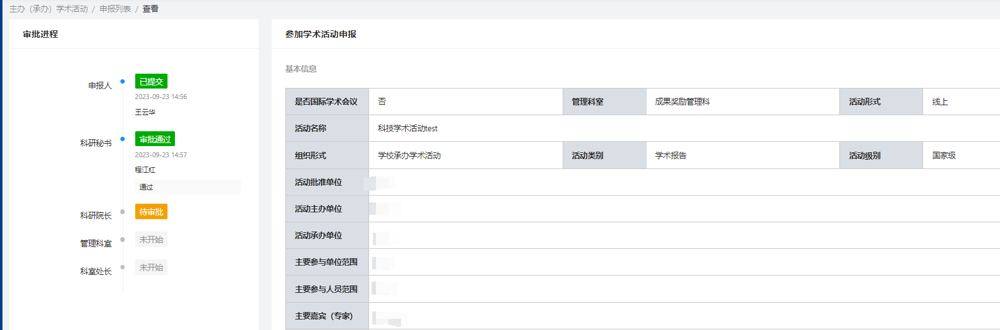 主办（承办）学术活动 / 申报列表 / 查看
审批进程
申报人
已提交
2023-09-23 14:56
王云华
科研秘书
审批通过
2023-09-23 14:57
程江红
通过
科研院长
待审批
管理科室
未开始
科室处长
未开始
参加学术活动申报
基本信息
是否国际学术会议 否 管理科室 成果奖励管理科 活动形式 线上
活动名称 科技学术活动test
组织形式 学校承办学术活动 活动类别 学术报告 活动级别 国家级
活动批准单位
活动主办单位
活动承办单位
主要参与单位范围
主要参与人员范围
主要嘉宾（专家）